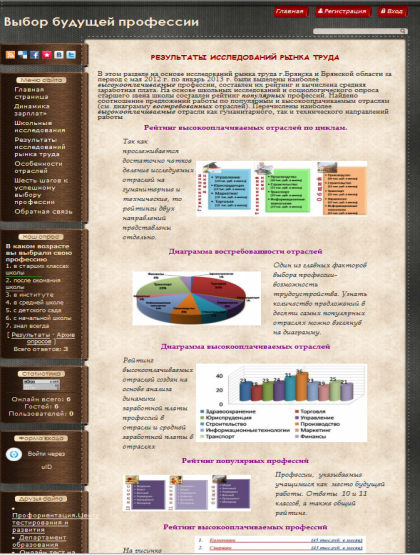 Выбор будущей профессии
Главная
Регистрация
Вход
Меню сайта
Главная
страница
Динамика
зарплат=
Школьные
исследования
Результаты
исследований
рынка труда
Особенности
отраслей
Шесть шагов к
успешному
выбору
профессии
Обратная связь
Наш опрос
В каком возрасте
вы выбрали свою
профессию
1. в старших классах
школы
2. после окончания
школы
3. в институте
4. в средней школе
5. с детского сада
6. с начальной школы
7. знал всегда
[ Результаты · Архив
опросов ]
Всего ответов: 3
Статистика
Онлайн всего: 6
Гостей: 6
Пользователей: 0
Форма входа
Войти через
uID
Друзья сайта
Профориентация.Це
тестирования и
развития
Департамент
образования
Онлайн-тест на
РЕЗУЛЬТАТЫ ИССЛЕДОВАНИЙ РЫНКА ТРУДА
В этом разделе на основе исследований рынка труда г.Брянска и Брянской области за
период с мая 2012 г. по январь 2013 г. были выделены наиболее
высокооплачиваемые профессии, составлен их рейтинг и вычислена средняя
заработная плата. На основе школьных исследований и социологического опроса
старшего звена школы составлен рейтинг популярных профессий. Найдено
соотношение предложений работы по популярным и высокооплачиваемым отраслям
(см. диаграмму востребованных отраслей). Перечислены наиболее
высокооплачиваемые отрасли как гуманитарного, так и технического направлений
работы
Рейтинг высокооплачиваемых отраслей по циклам.
Так как
прослеживается
достаточно четкое
деление исследуемых
отраслей на
гуманитарные и
технические, то
рейтинги двух
направлений
представлены
отдельно.
Диаграмма востребованности отраслей
Один из главных факторов
выбора профессии-
возможность
трудоустройства. Узнать
количество предложений в
десяти самых популярных
отраслях можно взглянув
на диаграмму.
Диаграмма высокооплачиваемых отраслей
Рейтинг
высокооплачиваемых
отраслей создан на
основе анализа
динамики
заработной платы
профессий в
отрасли и средней
заработной платы в
отраслях.
40
20
0
Здравоохранение
Торговля
Юриспруденция
Управление
Строительство
Производство
Информационные технологии
Маркетинг
Транспорт
Финансы
Рейтинг популярных профессий
Профессии, указываемые
учащимися как место будущей
работы. Ответы 10 и 11
классов, а также общий
рейтинг.
Рейтинг высокооплачиваемых профессий
На рисунке